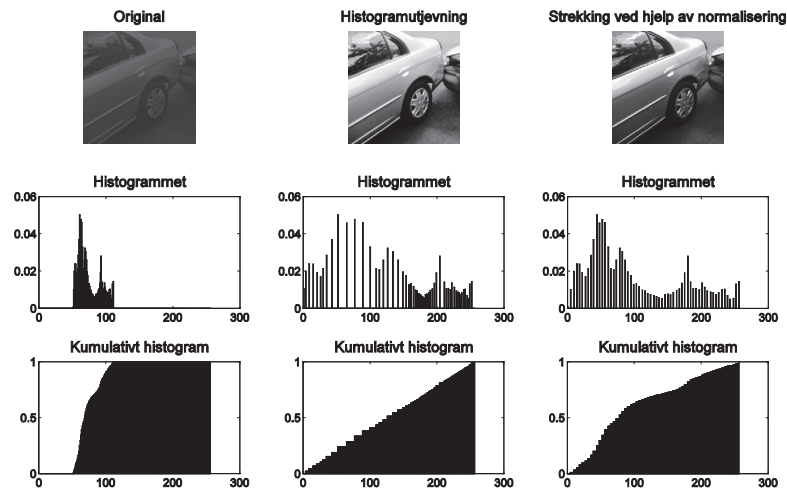 Original
Histogramutjevning
Strekking ved hjelp av normalisering
Histogrammet
Histogrammet
Histogrammet
0.06
0.04
0.02
0
0 100 200 300
0.06
0.04
0.02
0
0 100 200 300
0.06
0.04
0.02
0
0 100 200 300
Kumulativt histogram
Kumulativt histogram
Kumulativt histogram
1
0.5
0
0 100 200 300
1
0.5
0
0 100 200 300
1
0.5
0
0 100 200 300